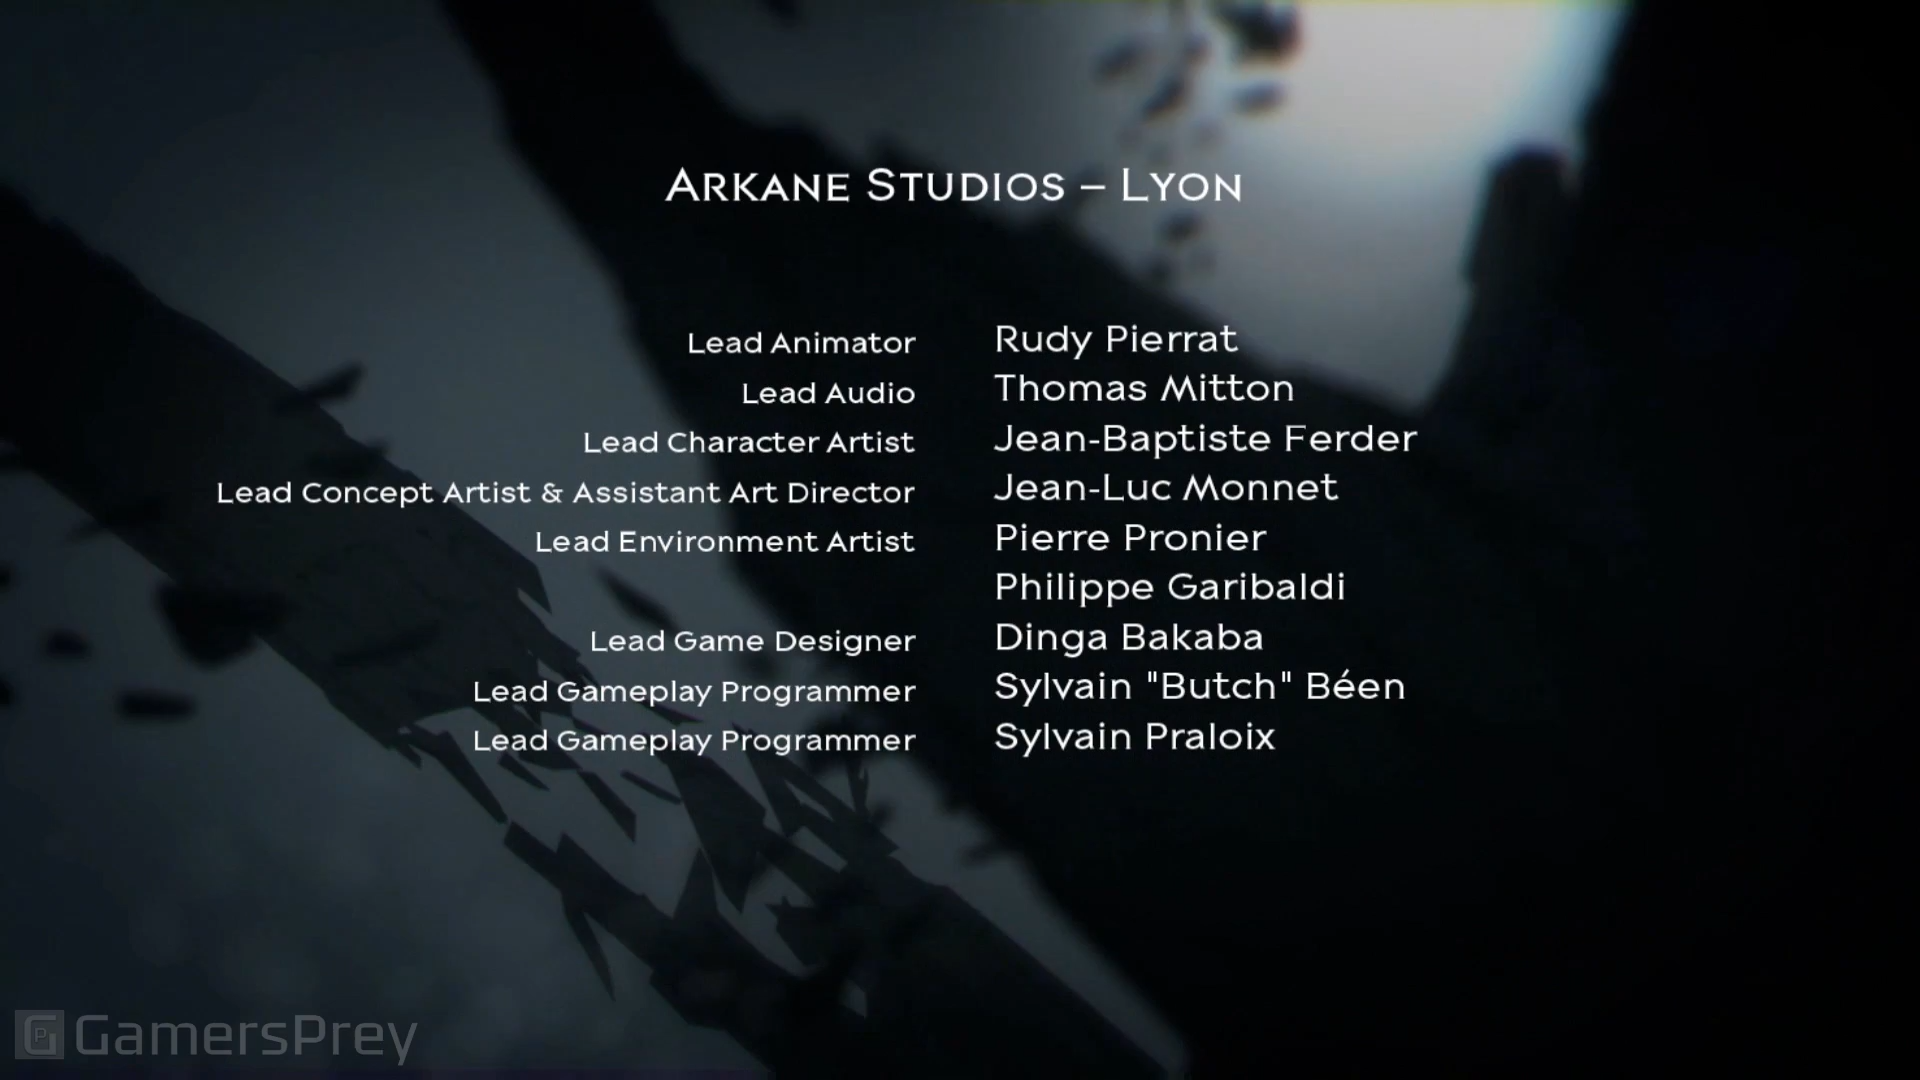 Arkane Studios – Lyon
Lead Animator Rudy Pierrat
Lead Audio Thomas Mitton
Lead Character Artist Jean-Baptiste Ferder
Lead Concept Artist & Assistant Art Director Jean-Luc Monnet
Lead Environment Artist Pierre Pronier
Philippe Garibaldi
Lead Game Designer Dinga Bakaba
Lead Gameplay Programmer Sylvain "Butch" Béen
Lead Gameplay Programmer Sylvain Praloix
GamersPrey